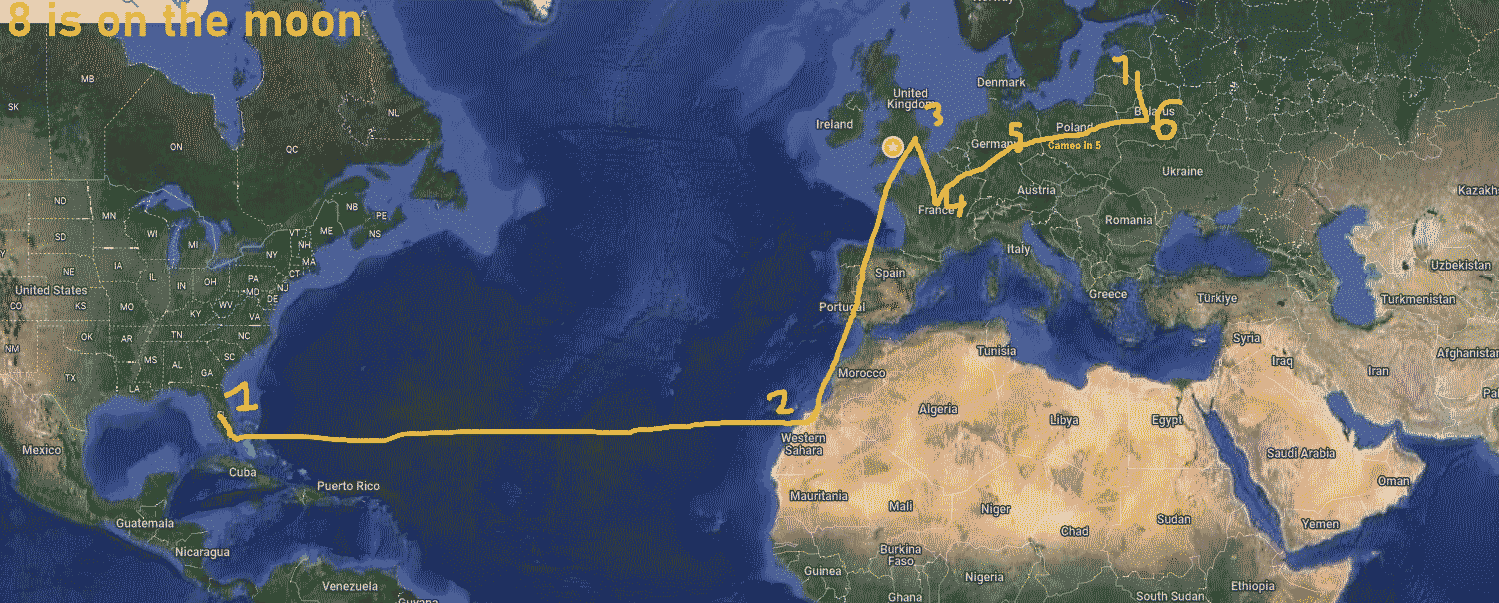 8 is on the moon
MB
SK
ON
QC
NL
ND
MN
SD
WI
MI
NB
PE
NS
ME
VT
NH
NY
MA
CT
IA
NE
IL
IN
OH
PA
NJ
MD
DE
United States
CO
KS
MO
KY
WV
VA
OK
AR
TN
NC
NM
MS
AL
GA
SC
TX
LA
FL
1
Mexico
Cuba
Puerto Rico
Guatemala
Nicaragua
Venezuela
Guyana
2
Western
Sahara
Norway
Denmark
United
Kingdom
3
Ireland
7
Belarus
6
Poland
5
Germany
Cameo in 5
Ukraine
Austria
France
4
Kazakhs
Romania
Italy
Spain
Portugal
Greece
Türkiye
Uzbekistan
Turkmenistan
Syria
Iraq
Iran
Afghanistan
Tunisia
Morocco
Algeria
Libya
Egypt
Pa
Saudi Arabia
Oman
Mauritania
Mali
Niger
Chad
Sudan
Yemen
Burkina
Faso
Guinea
Nigeria
Ghana
Ethiopia
South Sudan